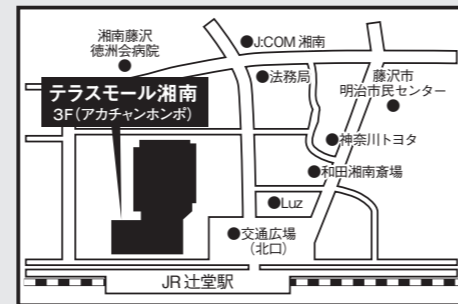 湘南藤沢
徳洲会病院
J:COM 湘南
法務局
藤沢市
明治市民センター
テラスモール湘南
3F(アカチャンホンポ)
神奈川トヨタ
和田湘南斎場
Luz
交通広場
(北口)
JR辻堂駅